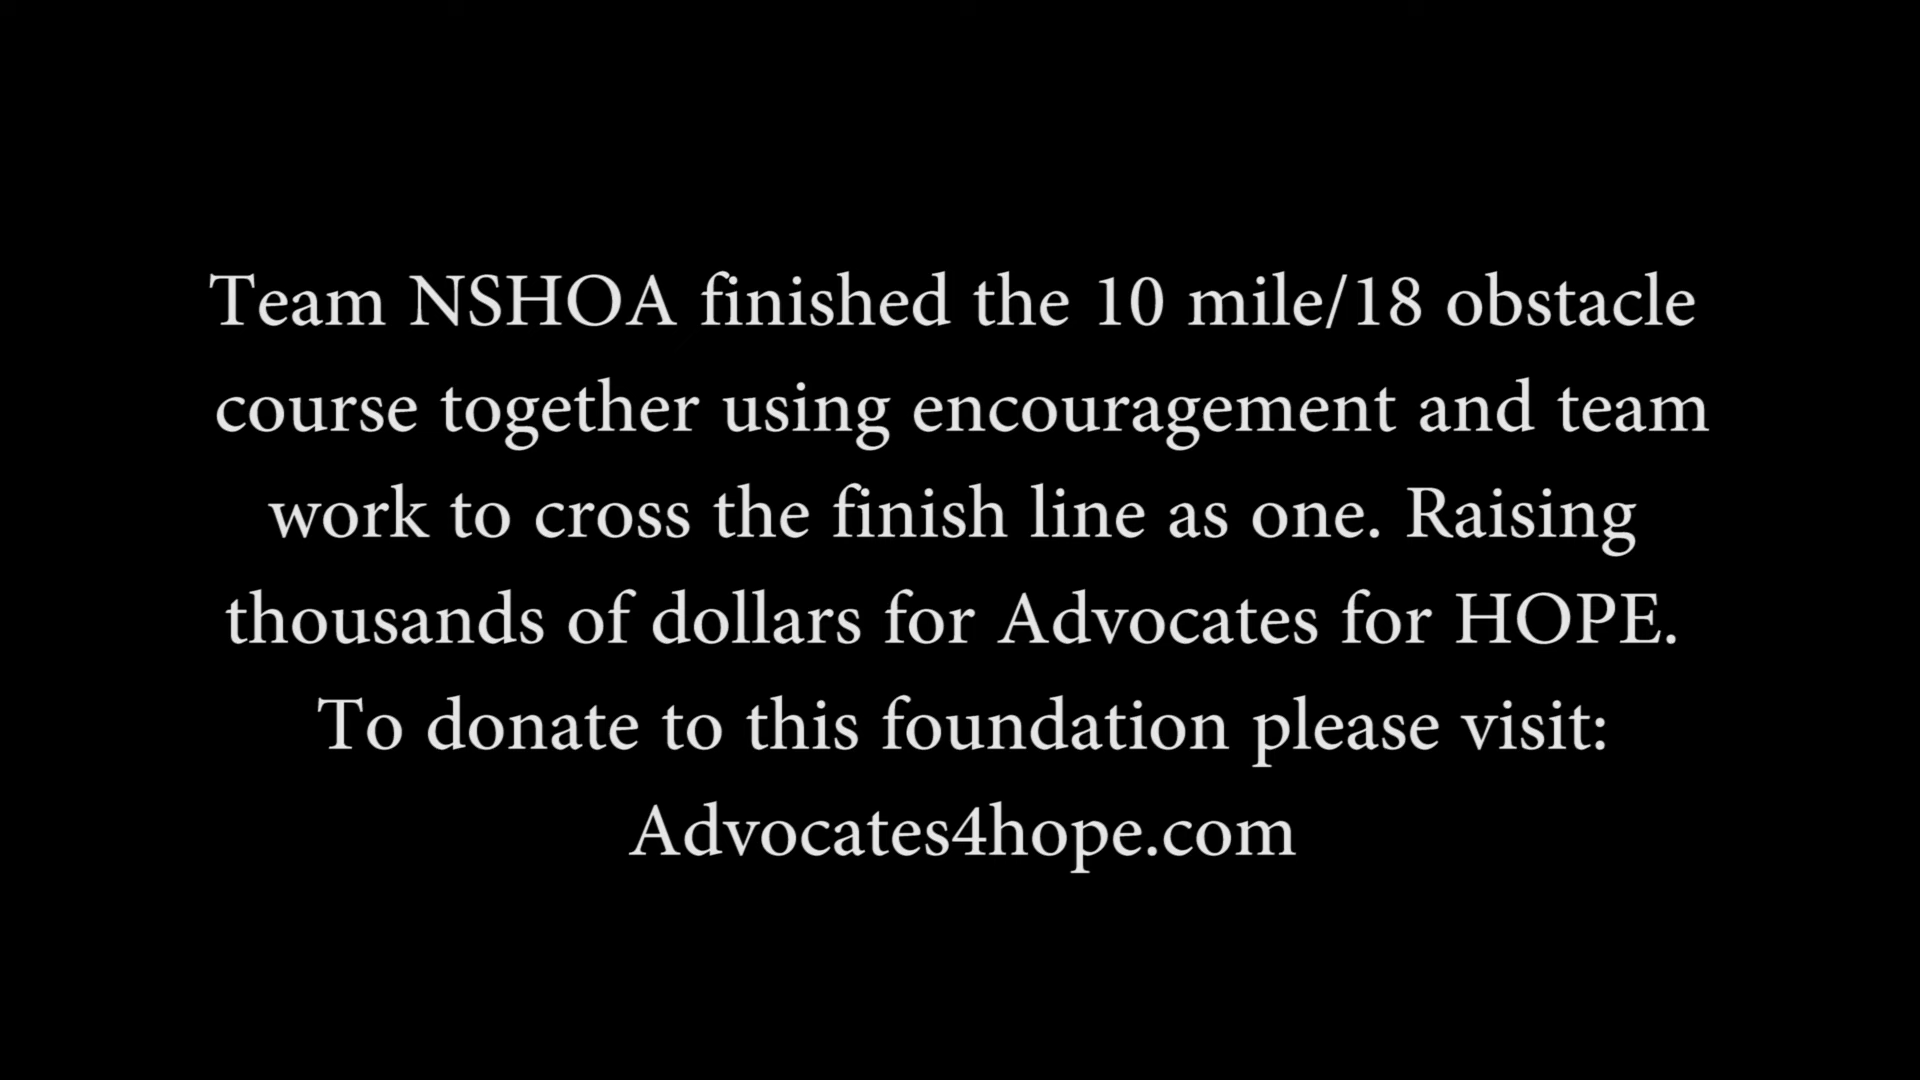 Team NSHOA finished the 10 mile/18 obstacle
course together using encouragement and team
work to cross the finish line as one. Raising
thousands of dollars for Advocates for HOPE.
To donate to this foundation please visit:
Advocates4hope.com